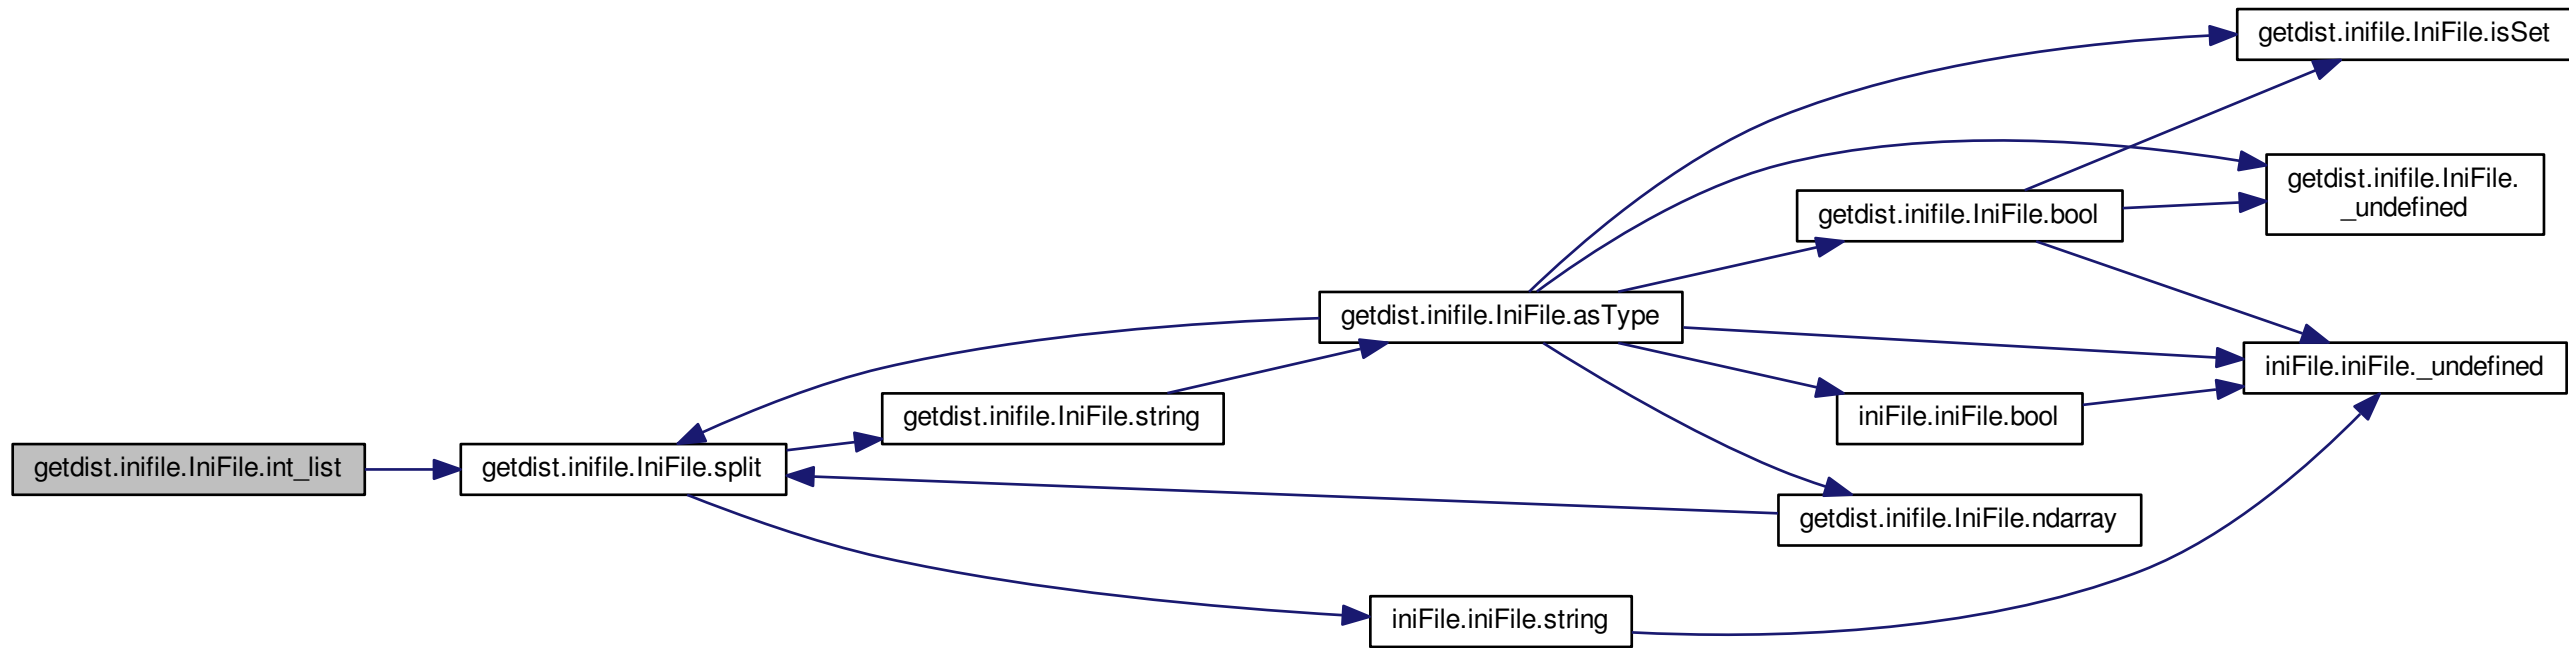 getdist.inifile.IniFile.isSet
getdist.inifile.IniFile.
_undefined
getdist.inifile.IniFile.bool
getdist.inifile.IniFile.asType
iniFile.iniFile._undefined
getdist.inifile.IniFile.string
iniFile.iniFile.bool
getdist.inifile.IniFile.int_list
getdist.inifile.IniFile.split
getdist.inifile.IniFile.ndarray
iniFile.iniFile.string